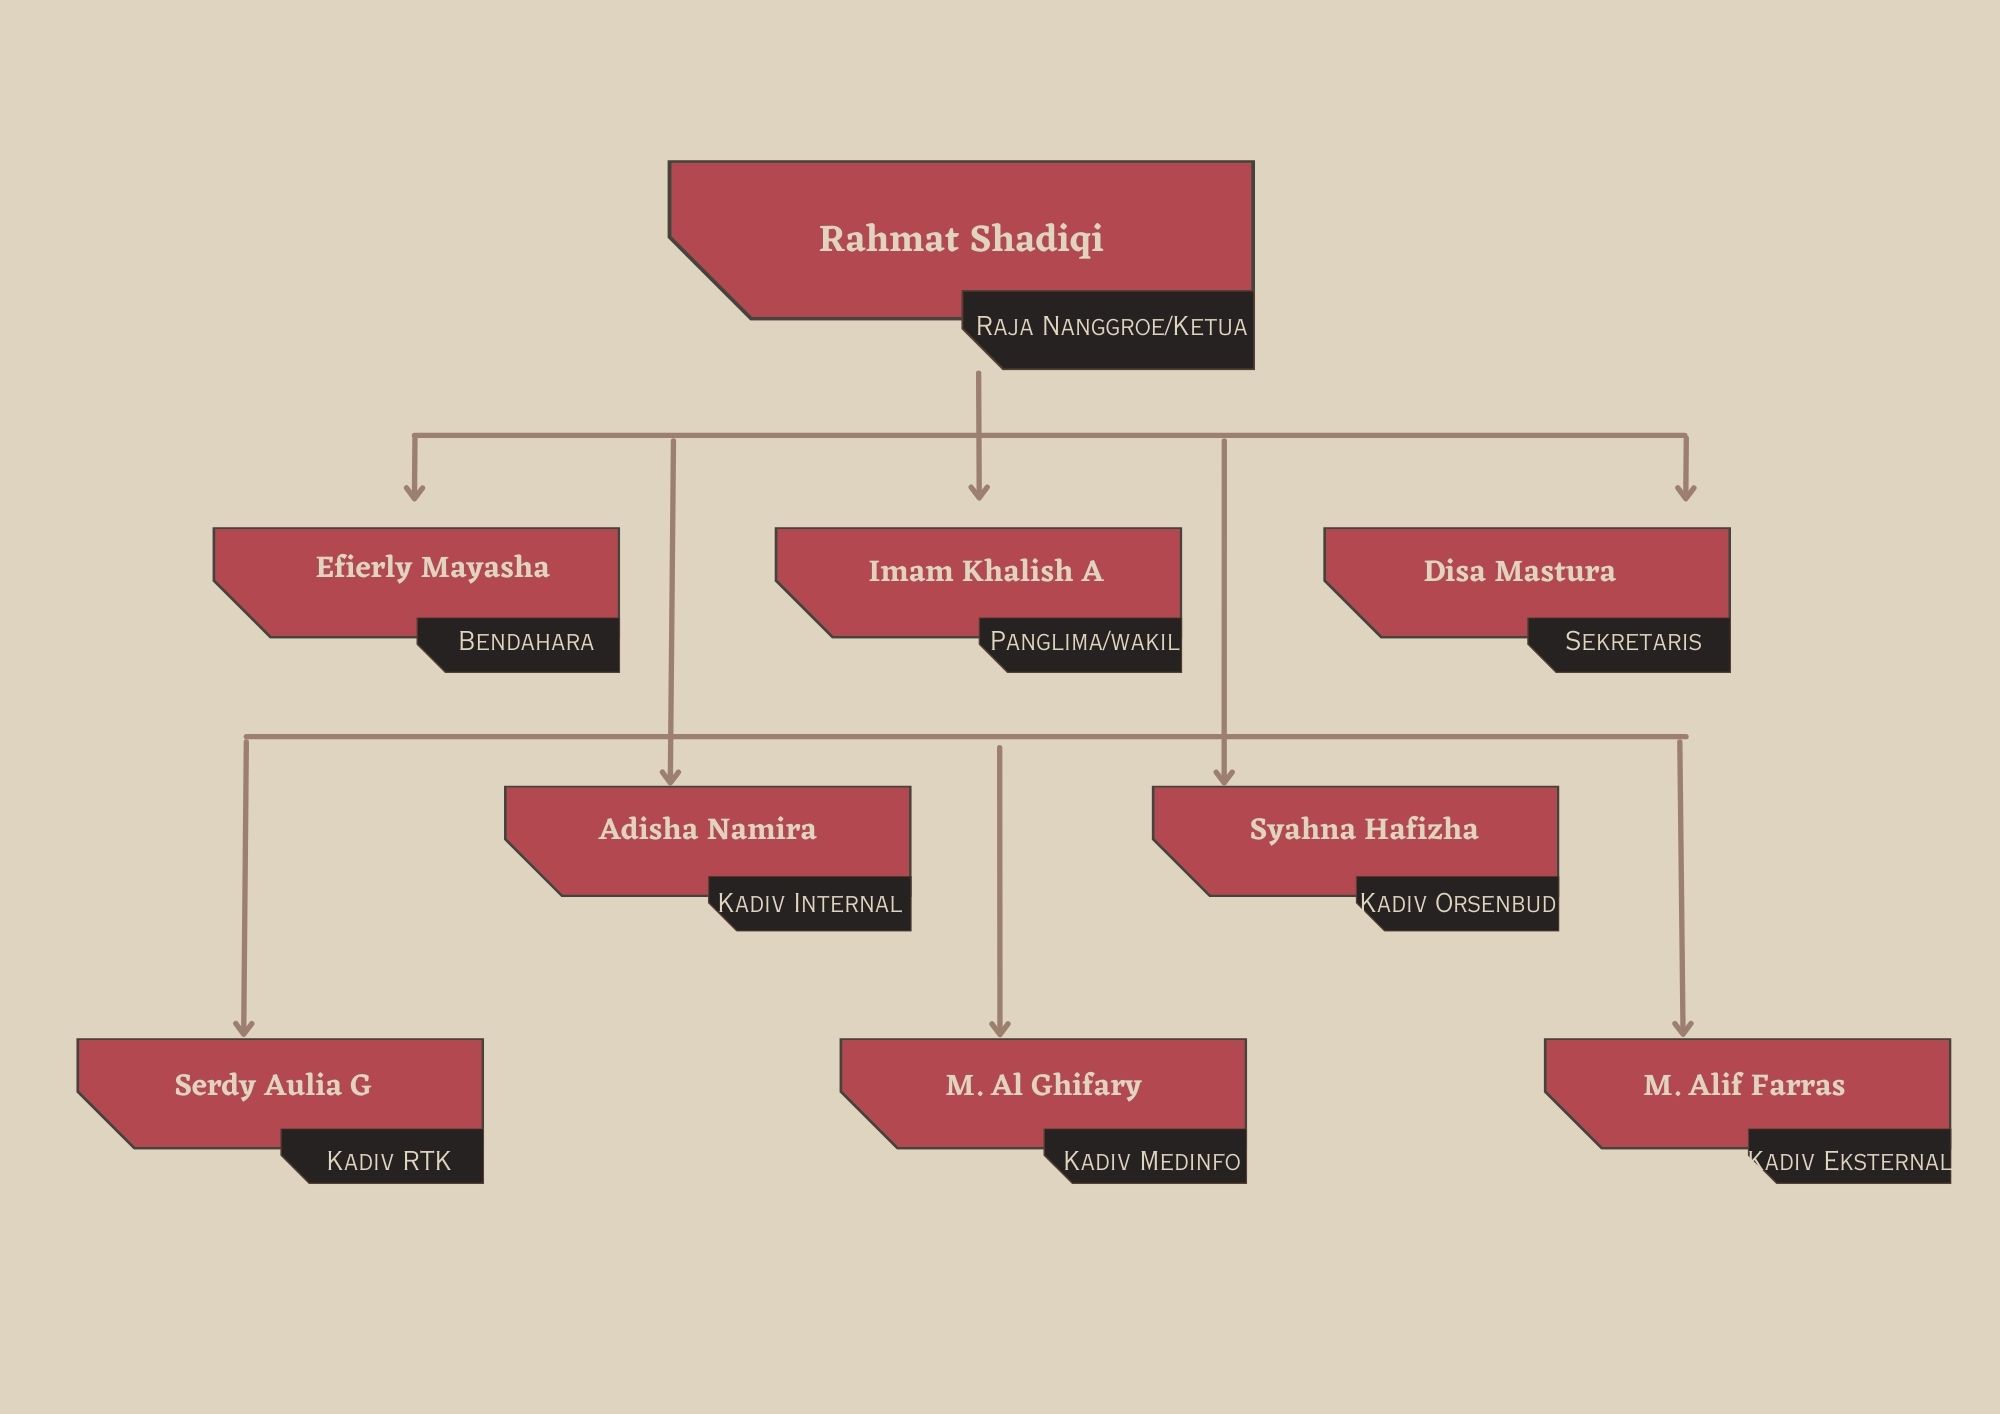 Rahmat Shadiqi
Raja Nanggroe/Ketua
Efierly Mayasha
Bendahara
Imam Khalish A
Panglima/wakil
Disa Mastura
Sekretaris
Adisha Namira
Kadiv Internal
Syahna Hafizha
Kadiv Orsenbud
Serdy Aulia G
Kadiv RTK
M. Al Ghifary
Kadiv Medinfo
M. Alif Farras
Kadiv Eksternal